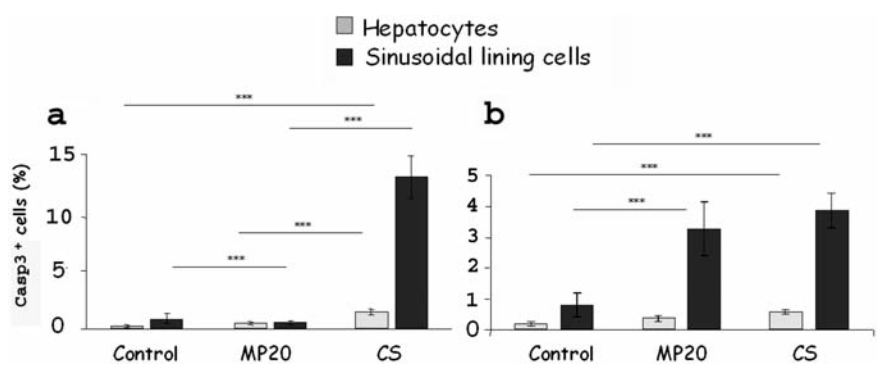 Hepatocytes
Sinusoidal lining cells
a
***
***
***
***
Casp3 + cells (%)
15
10
5
0
Control MP20 CS
b
***
***
***
5
4
3
2
1
0
Control MP20 CS